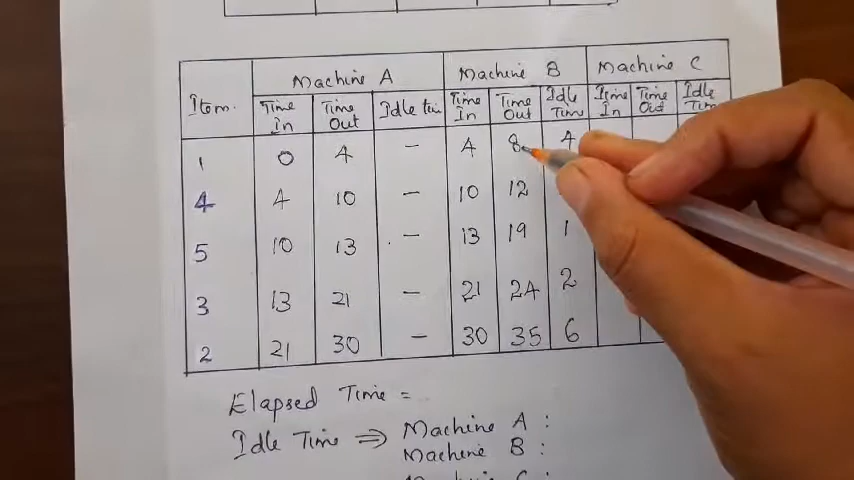 Machine A Machine B Machine C
Item. Time In Time Out Idle Time In Time Out Idle Time Time In Time Out Idle Time
1 0 4 - 4 8 4
4 4 10 - 10 12
5 10 13 - 13 19 1
3 13 21 - 21 24 2
2 21 30 - 30 35 6
Elapsed Time =
Idle Time ⇒ Machine A :
Machine B :